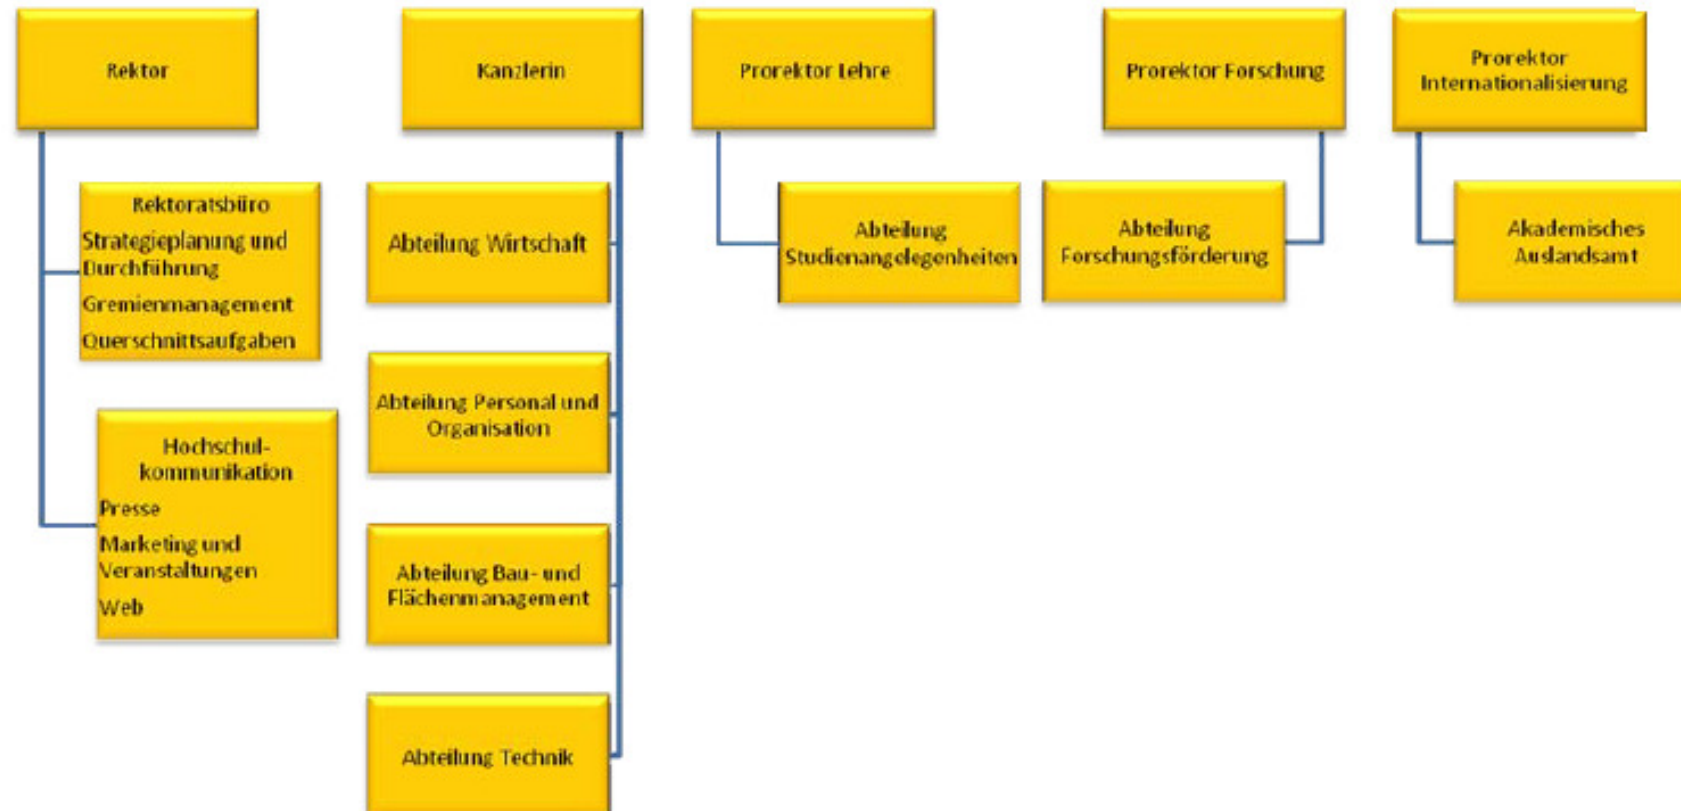 Rektor
Kanzlerin
Prorektor Lehre
Prorektor Forschung
Prorektor
Internationalisierung
Rektoratsbüro
Strategieplanung und
Durchführung
Gremienmanagement
Querschnittsaufgaben
Hochschul-
kommunikation
Presse
Marketing und
Veranstaltungen
Web
Abteilung Wirtschaft
Abteilung Personal und
Organisation
Abteilung Bau- und
Flächenmanagement
Abteilung Technik
Abteilung
Studienangelegenheiten
Abteilung
Forschungsförderung
Akademisches
Auslandsamt